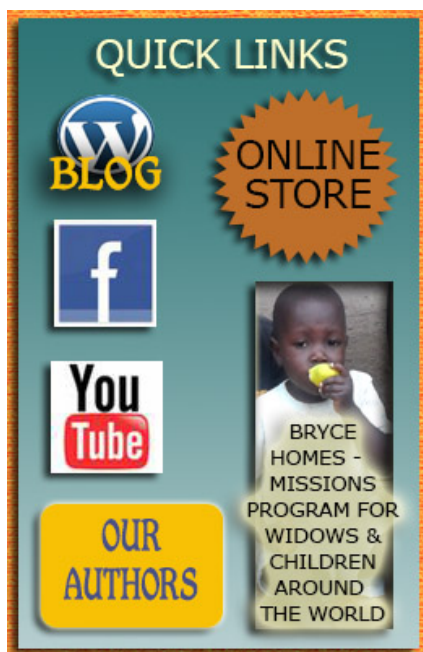 QUICK LINKS
W
BLOG
ONLINE
STORE
f
You
Tube
BRYCE
HOMES -
MISSIONS
PROGRAM FOR
WIDOWS &
CHILDREN
AROUND
THE WORLD
OUR
AUTHORS